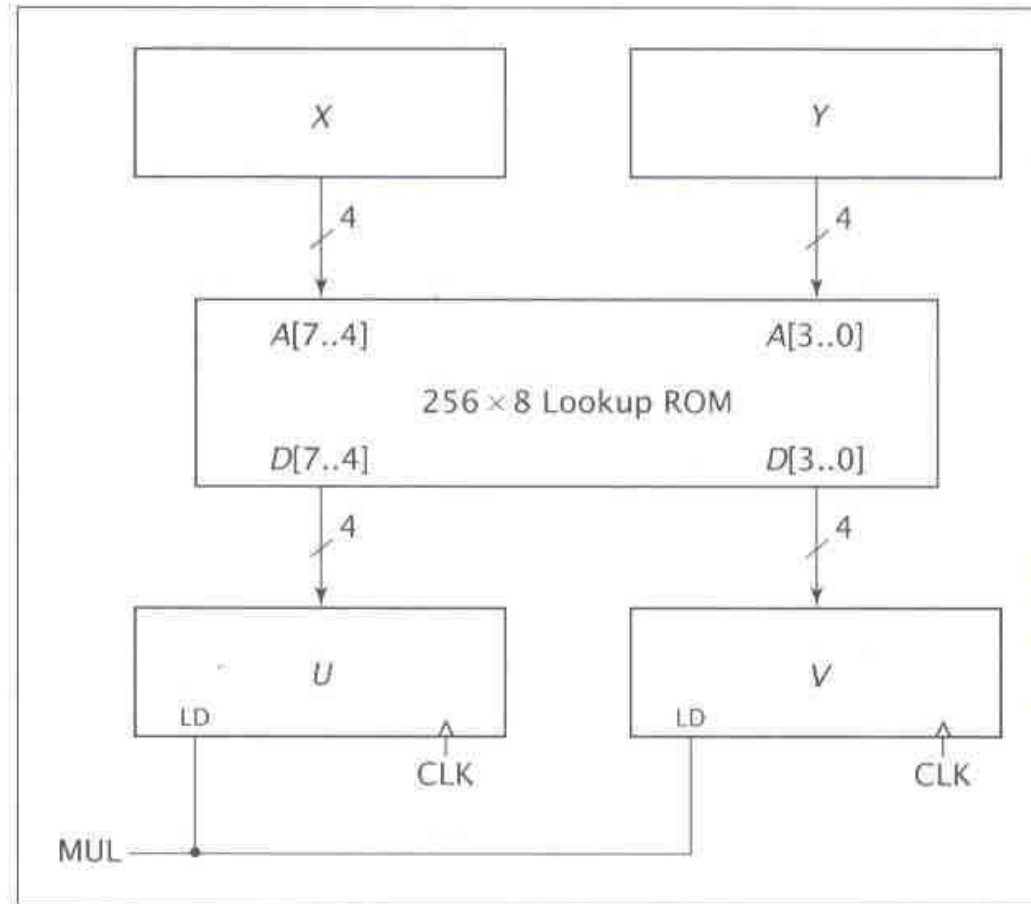 X Y
4 4
A[7..4] A[3..0]
256 × 8 Lookup ROM
D[7..4] D[3..0]
4 4
U V
LD LD
CLK CLK
MUL